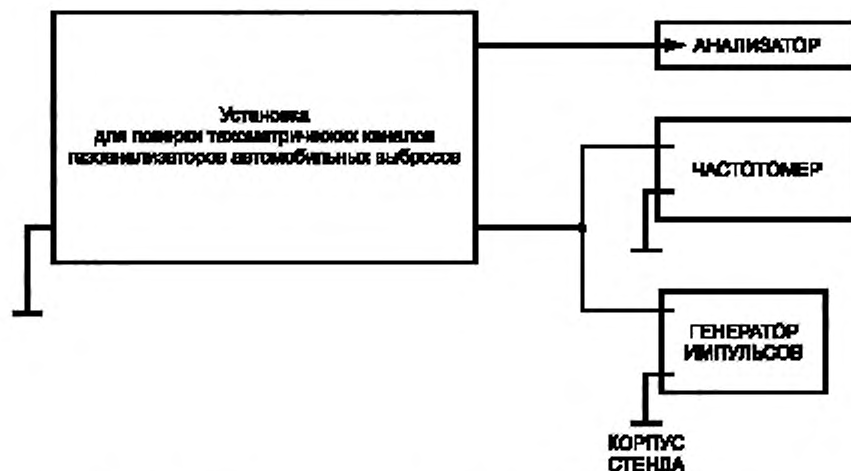 Установка
для поверки тахометрических каналов
газоанализаторов автомобильных выбросов
АНАЛИЗАТОР
ЧАСТОТОМЕР
ГЕНЕРАТОР
ИМПУЛЬСОВ
КОРПУС
СТЕНДА